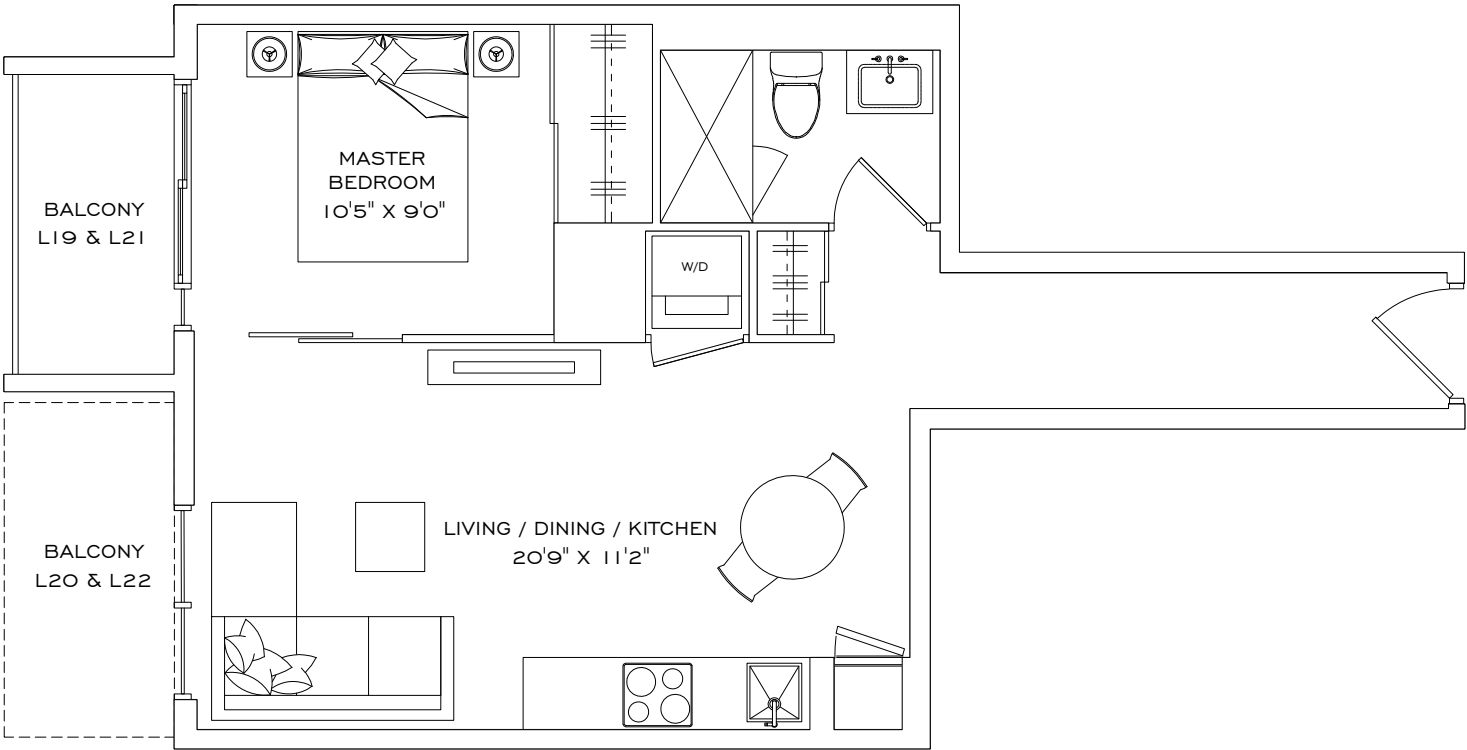 MASTER
BEDROOM
10'5" X 9'0"
BALCONY
L19 & L21
W/D
LIVING / DINING / KITCHEN
20'9" X 11'2"
BALCONY
L20 & L22